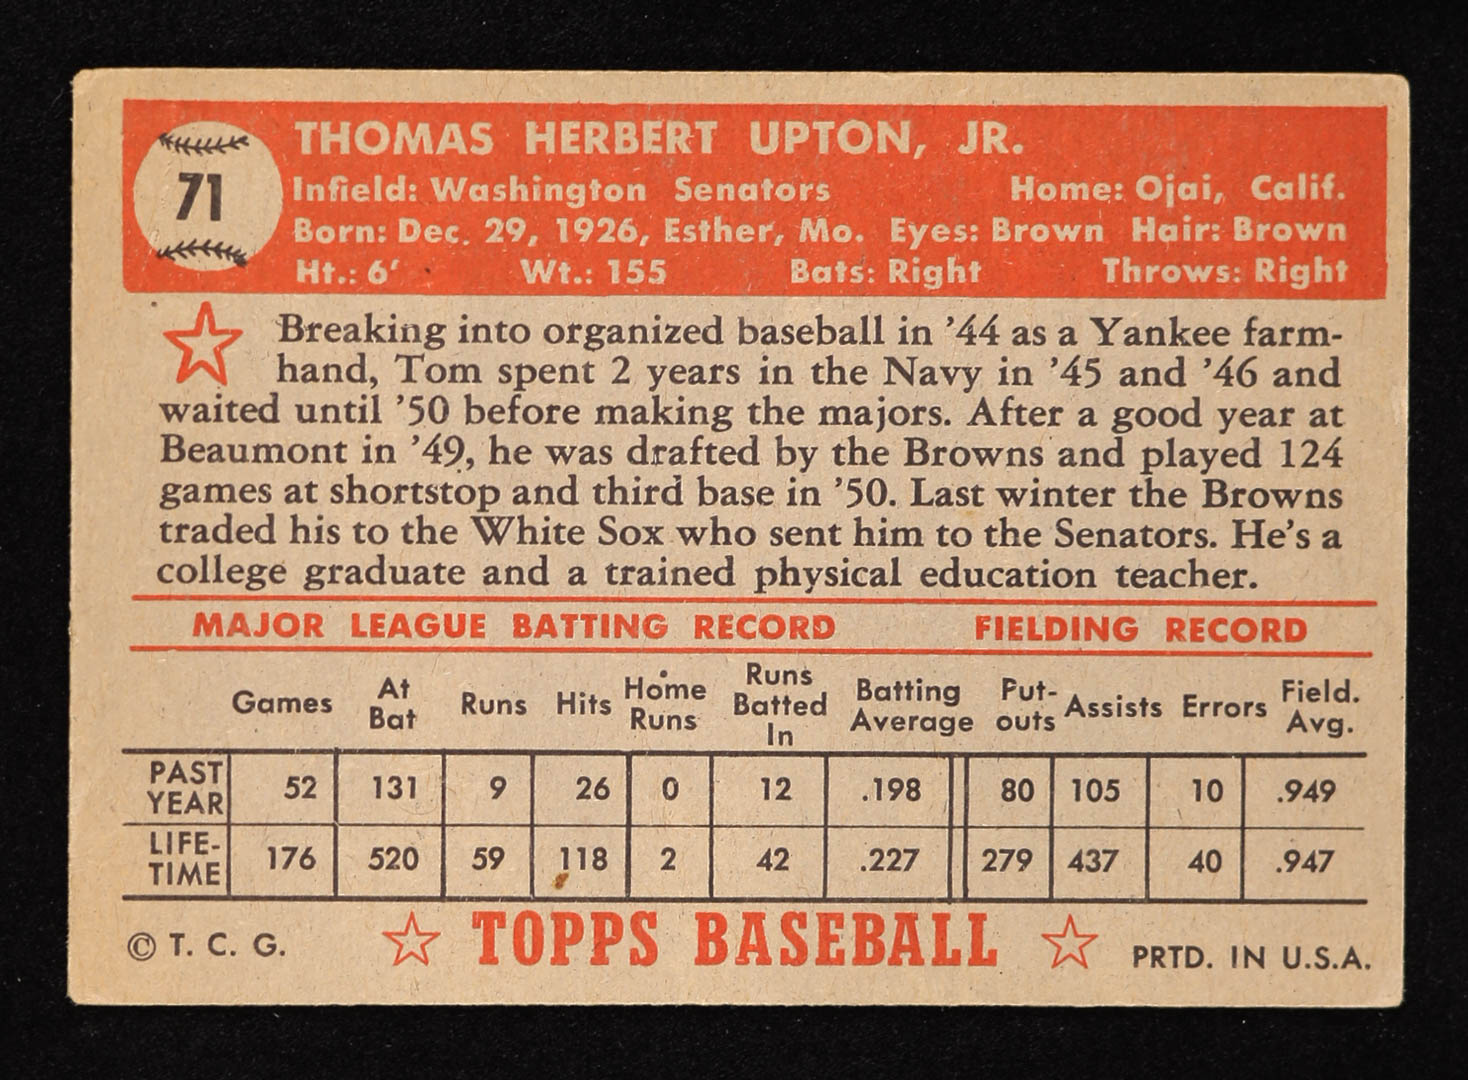 71
THOMAS HERBERT UPTON, JR.
Infield: Washington Senators Home: Ojai, Calif.
Born: Dec. 29, 1926, Esther, Mo. Eyes: Brown Hair: Brown
Ht.: 6' Wt.: 155 Bats: Right Throws: Right
Breaking into organized baseball in '44 as a Yankee farm-
hand, Tom spent 2 years in the Navy in '45 and '46 and
waited until '50 before making the majors. After a good year at
Beaumont in '49, he was drafted by the Browns and played 124
games at shortstop and third base in '50. Last winter the Browns
traded his to the White Sox who sent him to the Senators. He's a
college graduate and a trained physical education teacher.
MAJOR LEAGUE BATTING RECORD FIELDING RECORD
Games At Bat Runs Hits Home Runs Runs Batted In Batting Average Put-outs Assists Errors Field. Avg.
PAST YEAR 52 131 9 26 0 12 .198 80 105 10 .949
LIFE-TIME 176 520 59 118 2 42 .227 279 437 40 .947
© T. C. G. TOPPS BASEBALL PRTD. IN U.S.A.